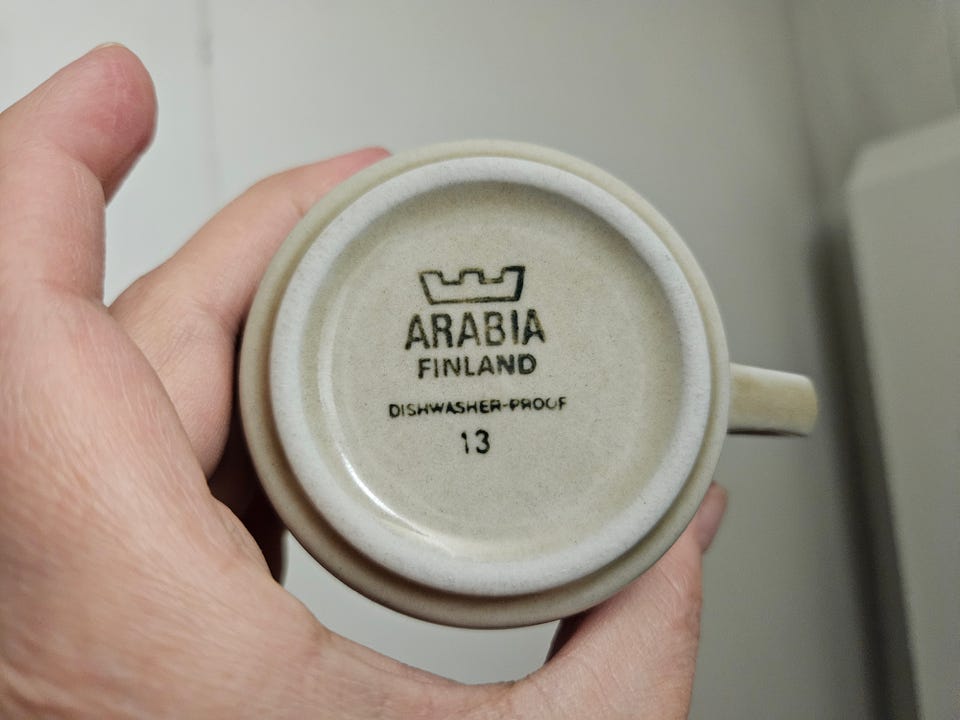 ARABIA
FINLAND
DISHWASHER-PROOF
13